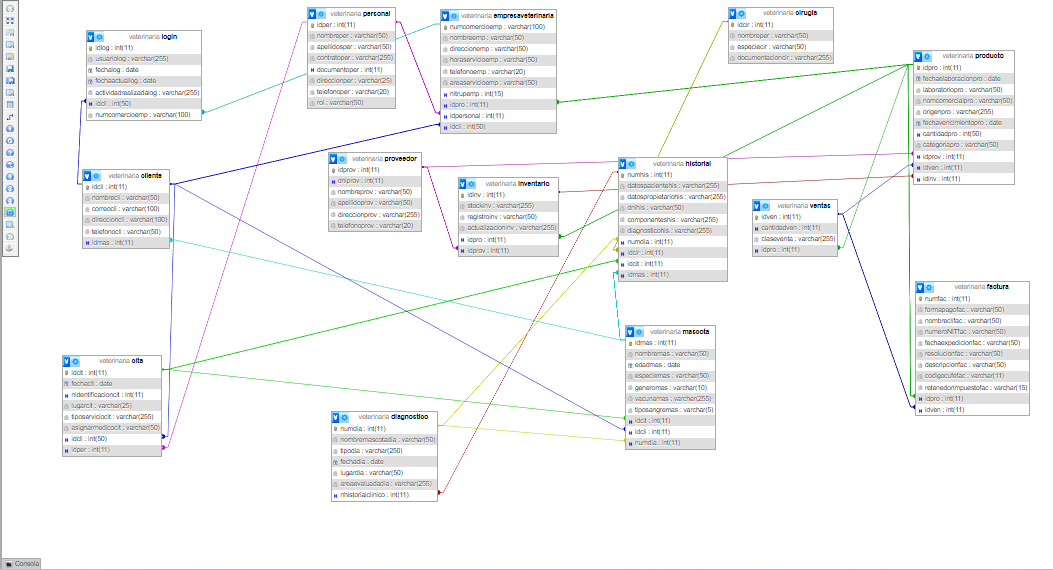 veterinaria login
idlog : int(11)
usuariolog : varchar(255)
fechalog : date
fechaactuallog : date
actividadrealizadalog : varchar(255)
idcli : int(50)
numcomercioemp : varchar(100)
veterinaria personal
idper : int(11)
nombreper : varchar(50)
apellidosper : varchar(50)
contratoper : varchar(255)
documentoper : int(11)
direccionper : varchar(25)
telefonoper : varchar(20)
rol : varchar(50)
veterinaria empresaveterinaria
numcomercioemp : varchar(100)
nombreemp : varchar(50)
direccionemp : varchar(50)
horaservicioemp : varchar(50)
telefonoemp : varchar(20)
areaservicioemp : varchar(50)
nitrupemp : int(15)
idpro : int(11)
idpersonal : int(11)
idcli : int(50)
veterinaria cirugia
idcir : int(11)
nombreper : varchar(50)
especiecir : varchar(50)
documentacioncir : varchar(255)
veterinaria producto
idpro : int(11)
fechaelaboracionpro : date
laboratoriopro : varchar(50)
nomcomercialpro : varchar(50)
origenpro : varchar(255)
fechavencimientopro : date
cantidadpro : int(50)
categoriapro : varchar(50)
idprov : int(11)
idven : int(11)
idinv : int(11)
veterinaria cliente
idcli : int(11)
nombrecli : varchar(50)
correocli : varchar(100)
direccioncli : varchar(100)
telefonocli : varchar(50)
idmas : int(11)
veterinaria proveedor
idprov : int(11)
dniprov : int(11)
nombreprov : varchar(50)
apellidoprov : varchar(50)
direccionprov : varchar(255)
telefonoprov : varchar(20)
veterinaria inventario
idinv : int(11)
stockinv : varchar(255)
registroinv : varchar(50)
actualizacioninv : varchar(255)
idpro : int(11)
idprov : int(11)
veterinaria historial
numhis : int(11)
datospacientehis : varchar(255)
datospropietariohis : varchar(255)
dnihis : varchar(50)
componenteshis : varchar(255)
diagnosticohis : varchar(255)
numdia : int(11)
idcir : int(11)
idcit : int(11)
idmas : int(11)
veterinaria ventas
idven : int(11)
cantidadven : int(11)
claseventa : varchar(255)
idpro : int(11)
veterinaria factura
numfac : int(11)
formapagofac : varchar(50)
nombreclifac : varchar(50)
numeroNITfac : varchar(50)
fechaexpedicionfac : varchar(50)
resolucionfac : varchar(50)
descripcionfac : varchar(50)
codigocufefac : varchar(11)
retenedorimpuestofac : varchar(15)
idpro : int(11)
idven : int(11)
veterinaria cita
idcit : int(11)
fechacit : date
nidentificacioncit : int(11)
lugarcit : varchar(25)
tiposerviciocit : varchar(255)
asignarmedicocit : varchar(50)
idcli : int(50)
idper : int(11)
veterinaria diagnostico
numdia : int(11)
nombremascotadia : varchar(50)
tipodia : varchar(250)
fechadia : date
lugardia : varchar(50)
areaevaluadadia : varchar(255)
nhistorialclinico : int(11)
veterinaria mascota
idmas : int(11)
nombremas : varchar(50)
edadmas : date
especiemas : varchar(50)
generomas : varchar(10)
vacunamas : varchar(255)
tiposangremas : varchar(5)
idcit : int(11)
idcli : int(11)
numdia : int(11)
Consola